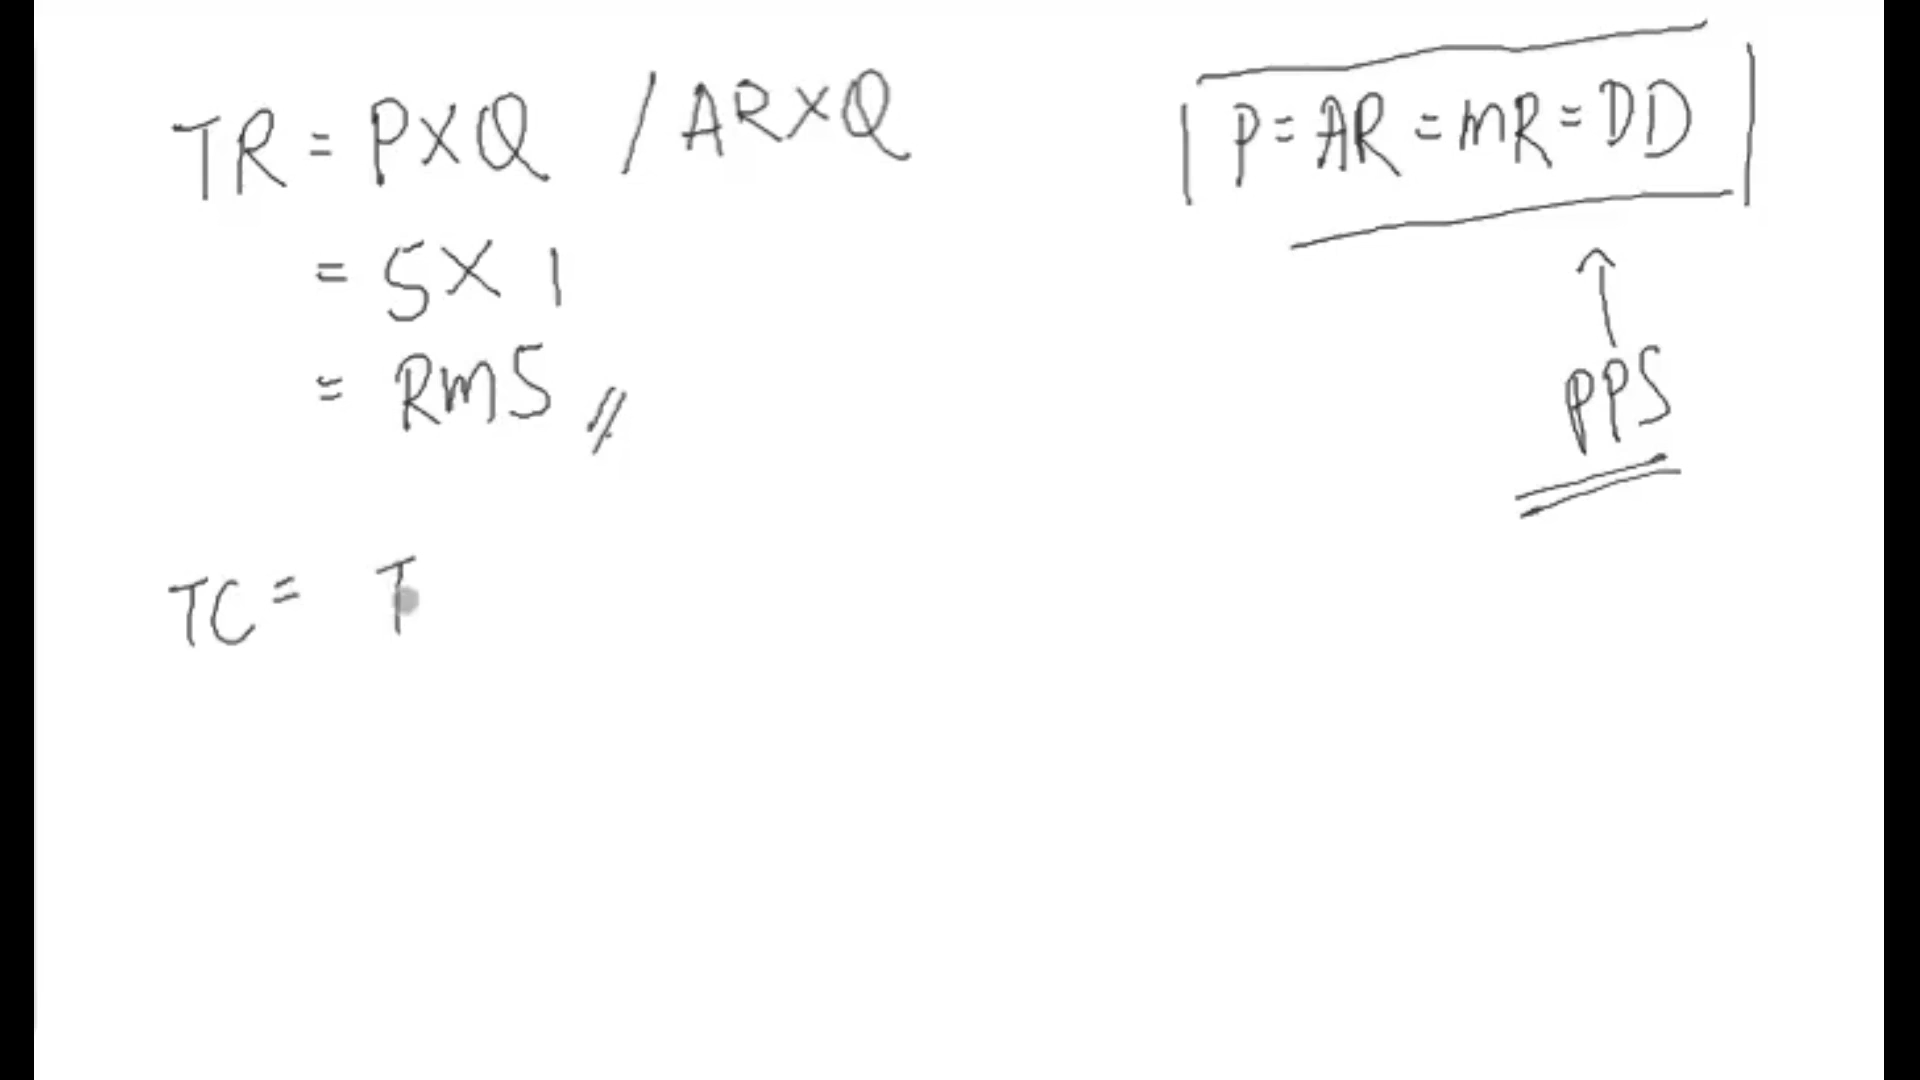 TR = P X Q / AR X Q
= 5 X 1
= RM5 //
P = AR = MR = DD
↑
PPS
TC = T